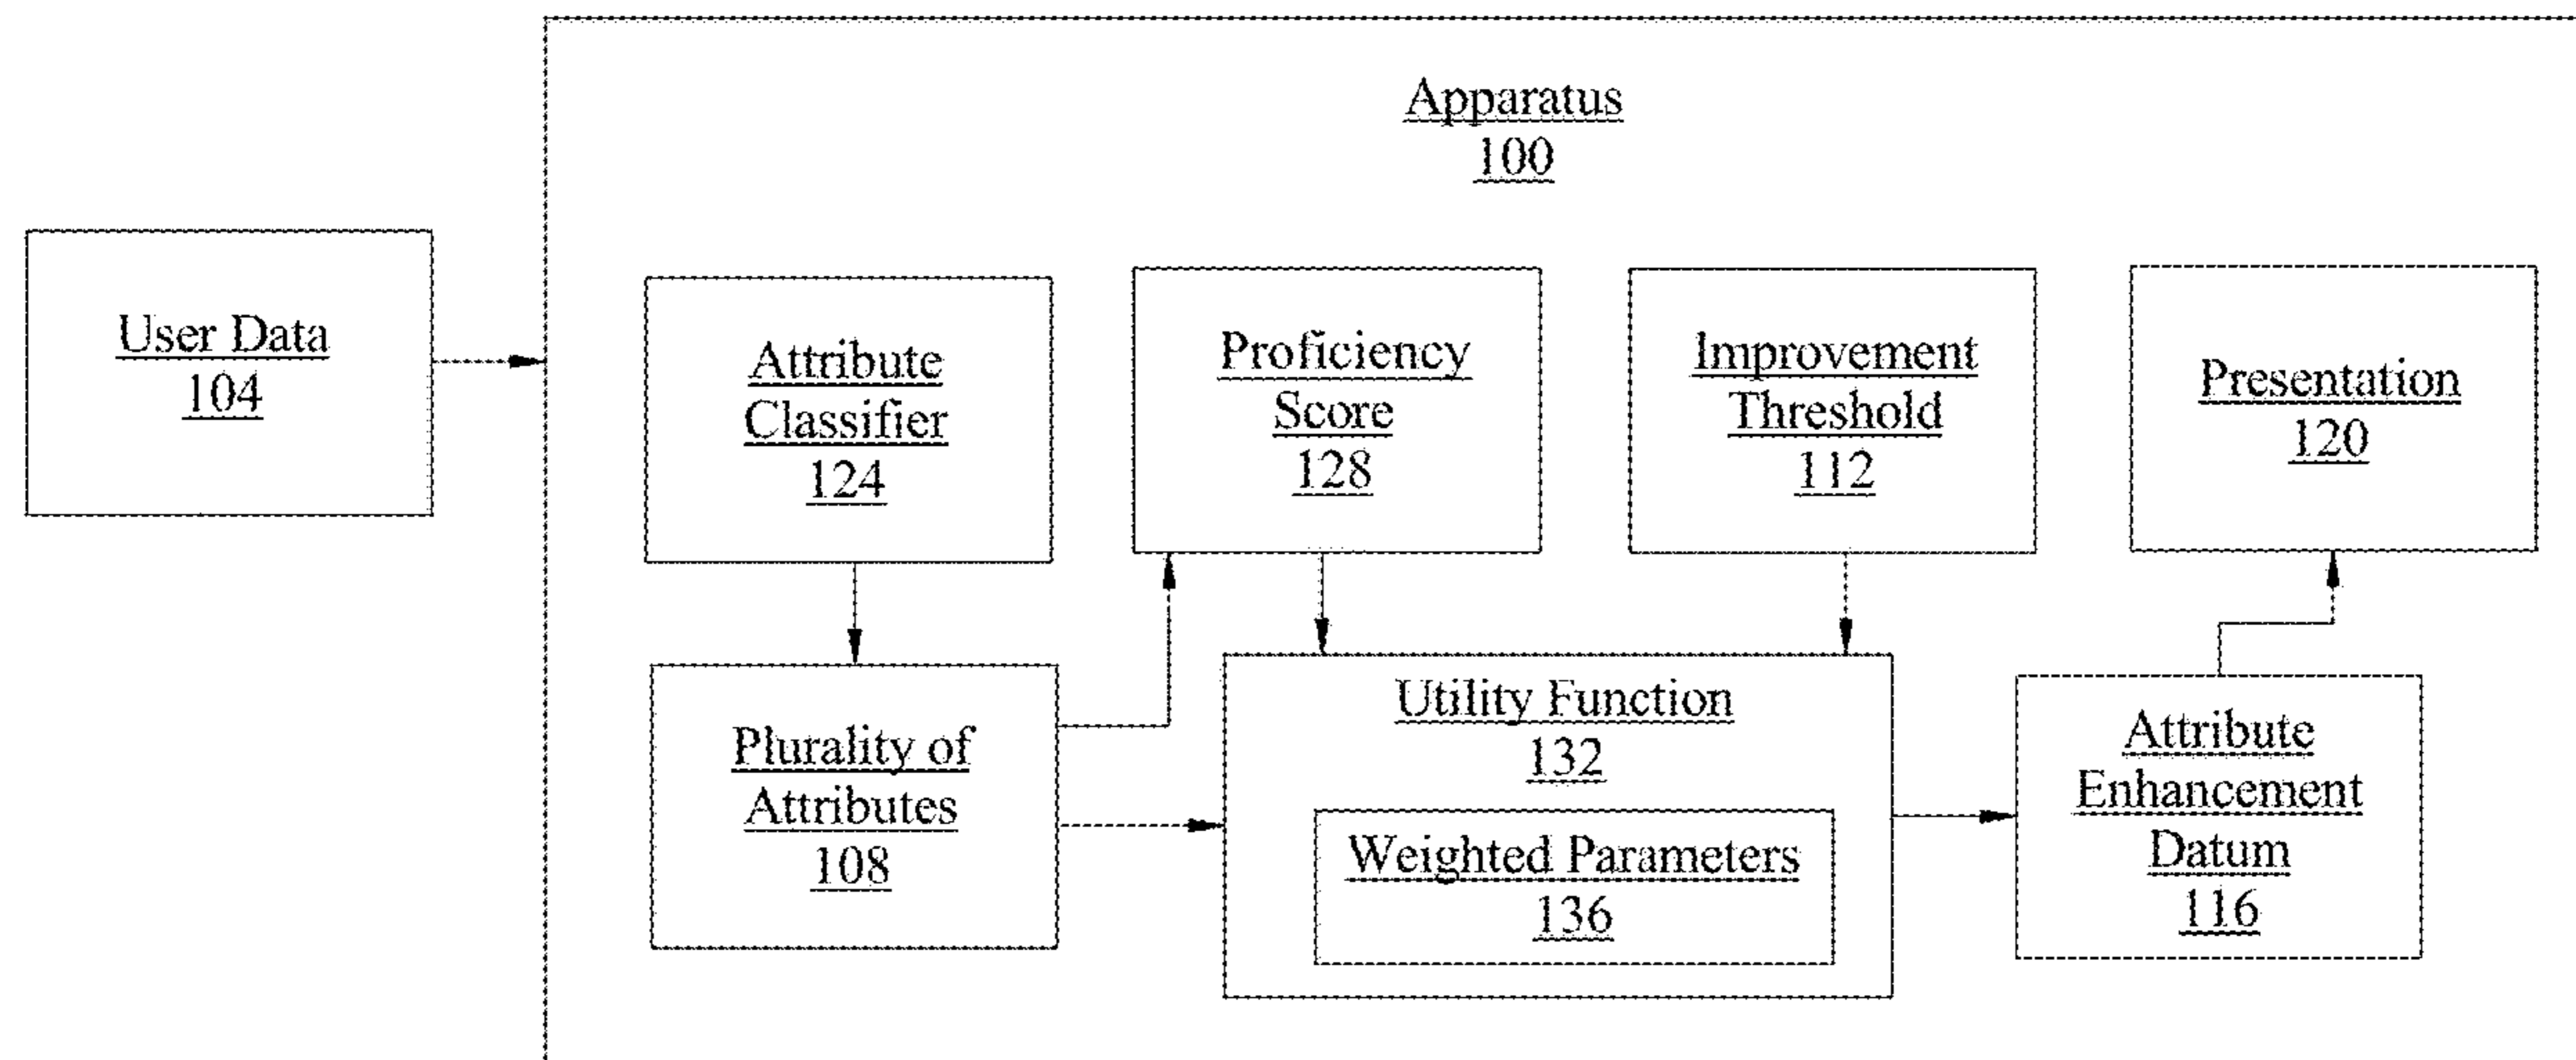 Apparatus
100
User Data
104
Attribute
Classifier
124
Proficiency
Score
128
Improvement
Threshold
112
Presentation
120
Plurality of
Attributes
108
Utility Function
132
Weighted Parameters
136
Attribute
Enhancement
Datum
116